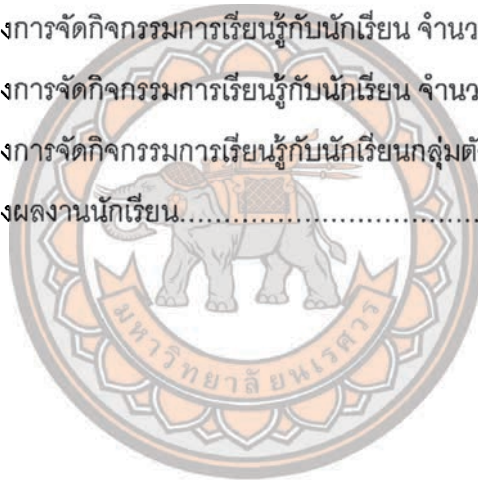 งการจัดกิจกรรมการเรียนรู้กับนักเรียน จำนว
งการจัดกิจกรรมการเรียนรู้กับนักเรียน จำนว
งการจัดกิจกรรมการเรียนรู้กับนักเรียนกลุ่มตั
งผลงานนักเรียน................................
มหาวิทยาลัยนเรศวร